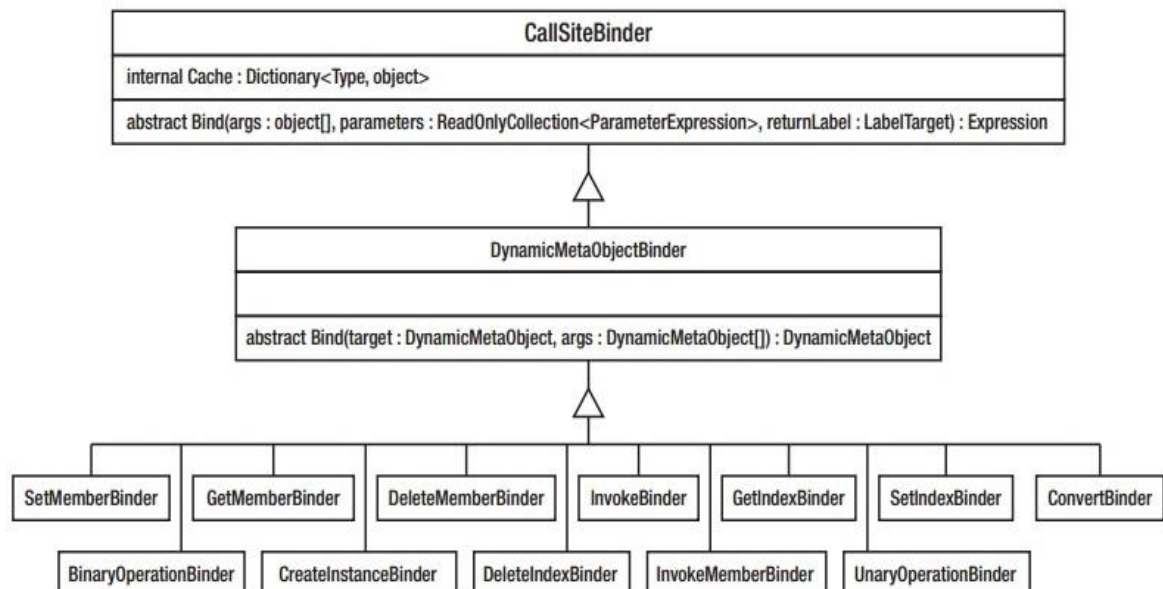 CallSiteBinder
internal Cache : Dictionary<Type, object>
abstract Bind(args : object[], parameters : ReadOnlyCollection<ParameterExpression>, returnLabel : LabelTarget) : Expression
DynamicMetaObjectBinder
abstract Bind(target : DynamicMetaObject, args : DynamicMetaObject[]) : DynamicMetaObject
SetMemberBinder
GetMemberBinder
DeleteMemberBinder
InvokeBinder
GetIndexBinder
SetIndexBinder
ConvertBinder
BinaryOperationBinder
CreateInstanceBinder
DeleteIndexBinder
InvokeMemberBinder
UnaryOperationBinder